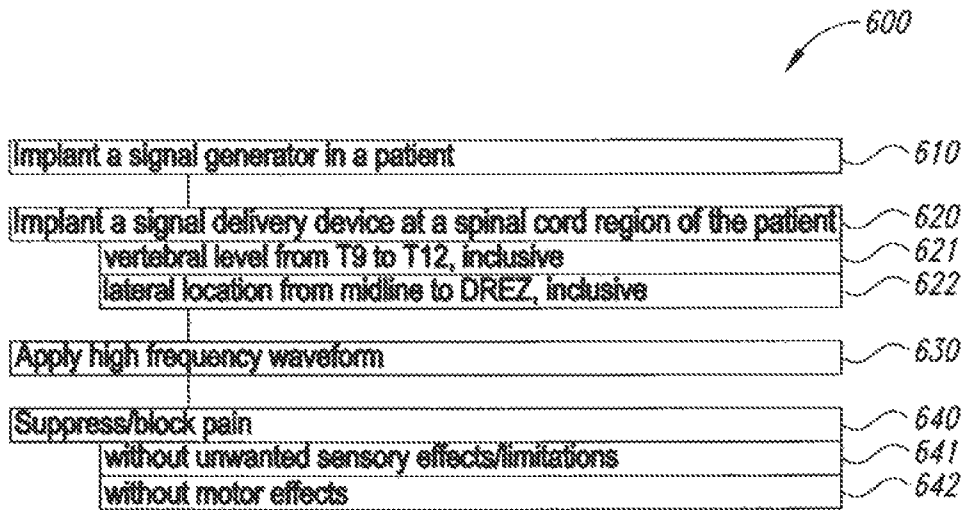 600
Implant a signal generator in a patient 610
Implant a signal delivery device at a spinal cord region of the patient 620
vertebral level from T9 to T12, inclusive 621
lateral location from midline to DREZ, inclusive 622
Apply high frequency waveform 630
Suppress/block pain 640
without unwanted sensory effects/limitations 641
without motor effects 642